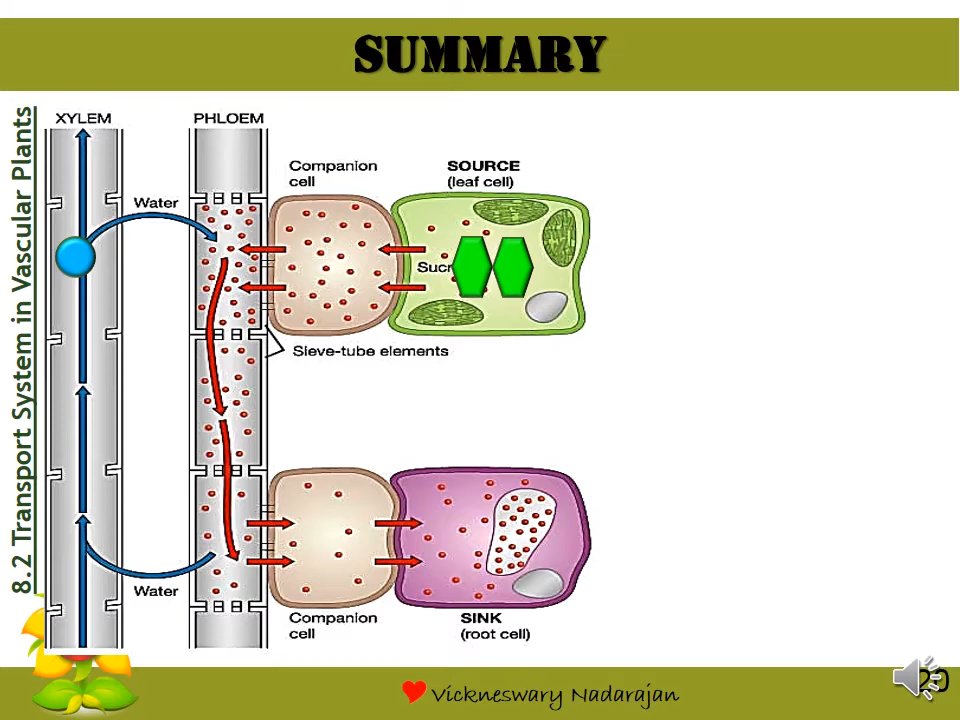 SUMMARY
8.2 Transport System in Vascular Plants
XYLEM
PHLOEM
Companion
cell
SOURCE
(leaf cell)
Water
Sieve-tube elements
Water
Companion
cell
SINK
(root cell)
Vickneswary Nadarajan